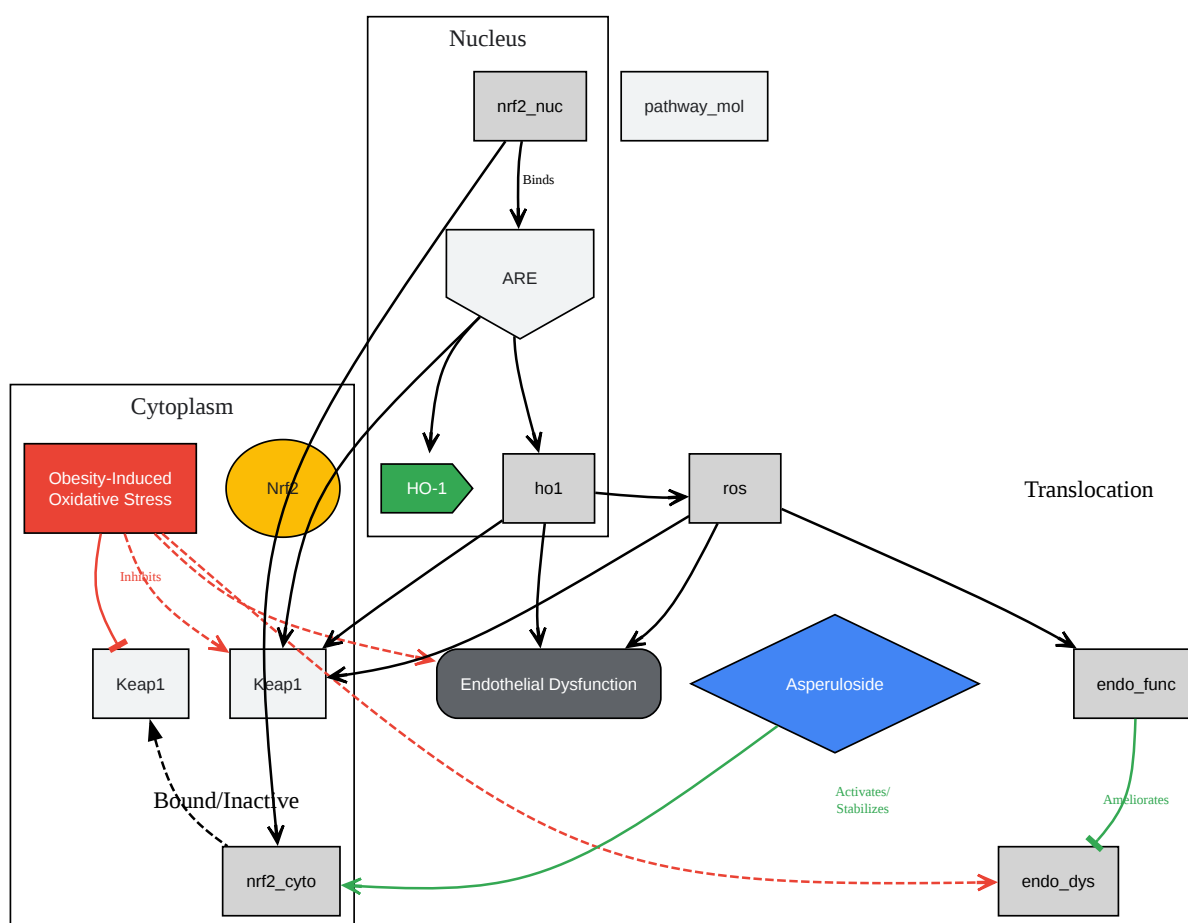 Nucleus
nrf2_nuc
pathway_mol
Binds
ARE
Cytoplasm
Obesity-Induced
Oxidative Stress
Nrf2
HO-1
ho1
ros
Translocation
Inhibits
Keap1
Keap1
Endothelial Dysfunction
Asperuloside
endo_func
Bound/Inactive
Activates/
Stabilizes
Ameliorates
nrf2_cyto
endo_dys